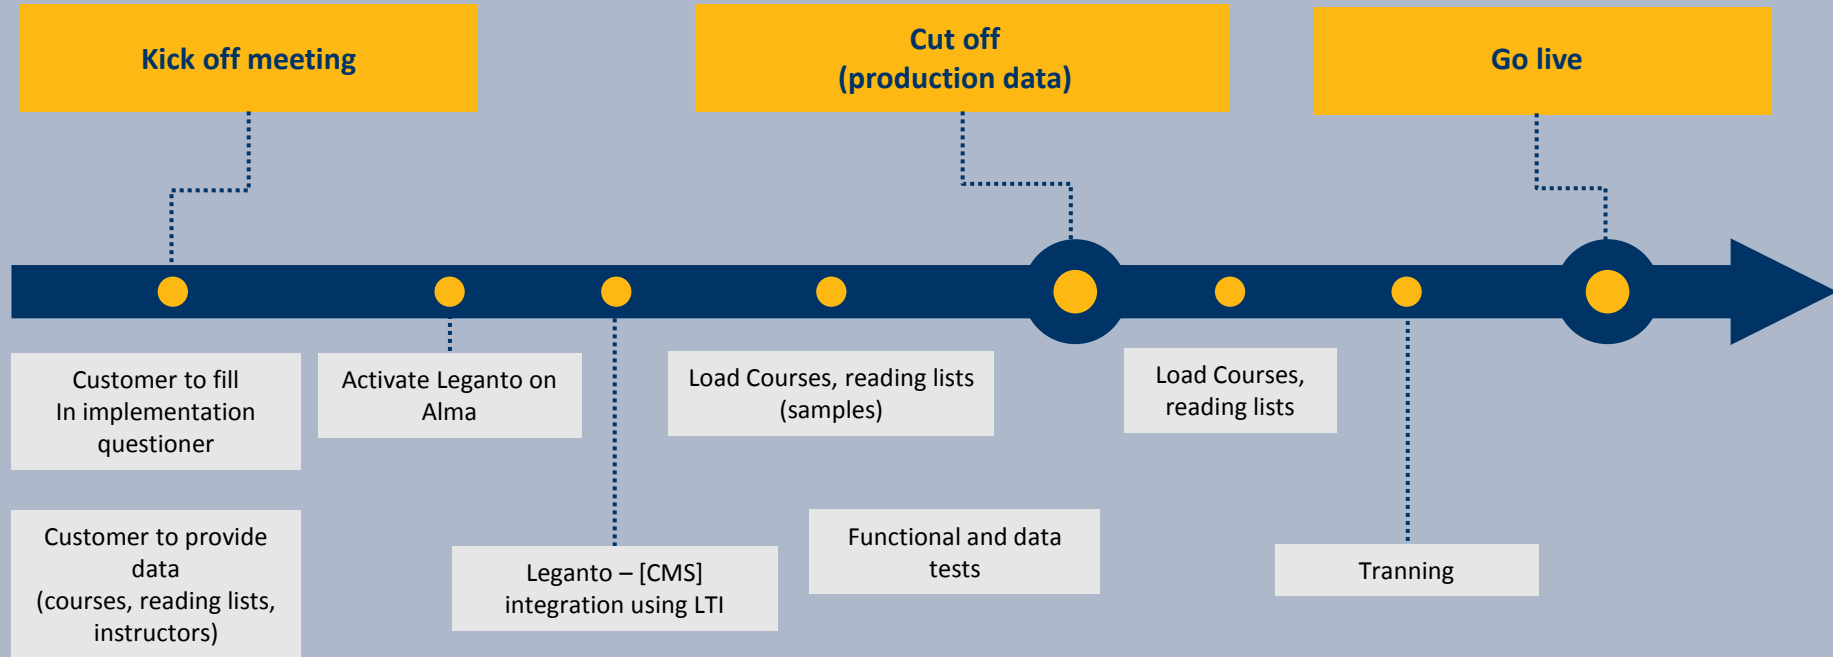 Kick off meeting
Cut off
(production data)
Go live
Customer to fill
In implementation
questioner
Activate Leganto on
Alma
Load Courses, reading lists
(samples)
Load Courses,
reading lists
Customer to provide
data
(courses, reading lists,
instructors)
Leganto – [CMS]
integration using LTI
Functional and data
tests
Tranning